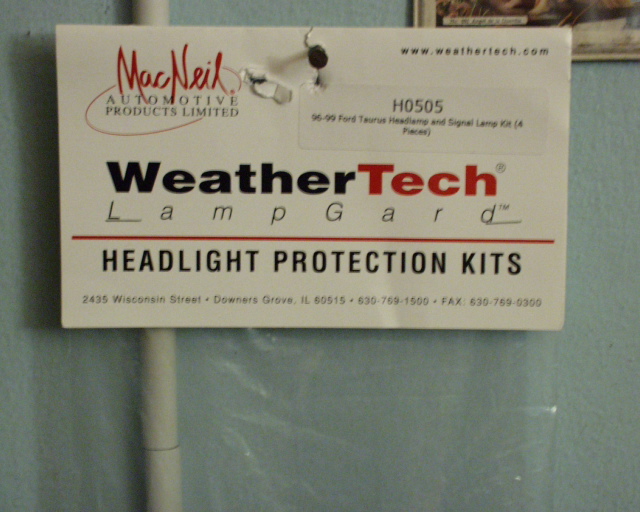 www.weathertech.com
MacNeil
AUTOMOTIVE
PRODUCTS LIMITED
H0505
96-99 Ford Taurus Headlamp and Signal Lamp Kit (4
Pieces)
WeatherTech®
LampGard™
HEADLIGHT PROTECTION KITS
2435 Wisconsin Street • Downers Grove, IL 60515 • 630-769-1500 • FAX: 630-769-0300